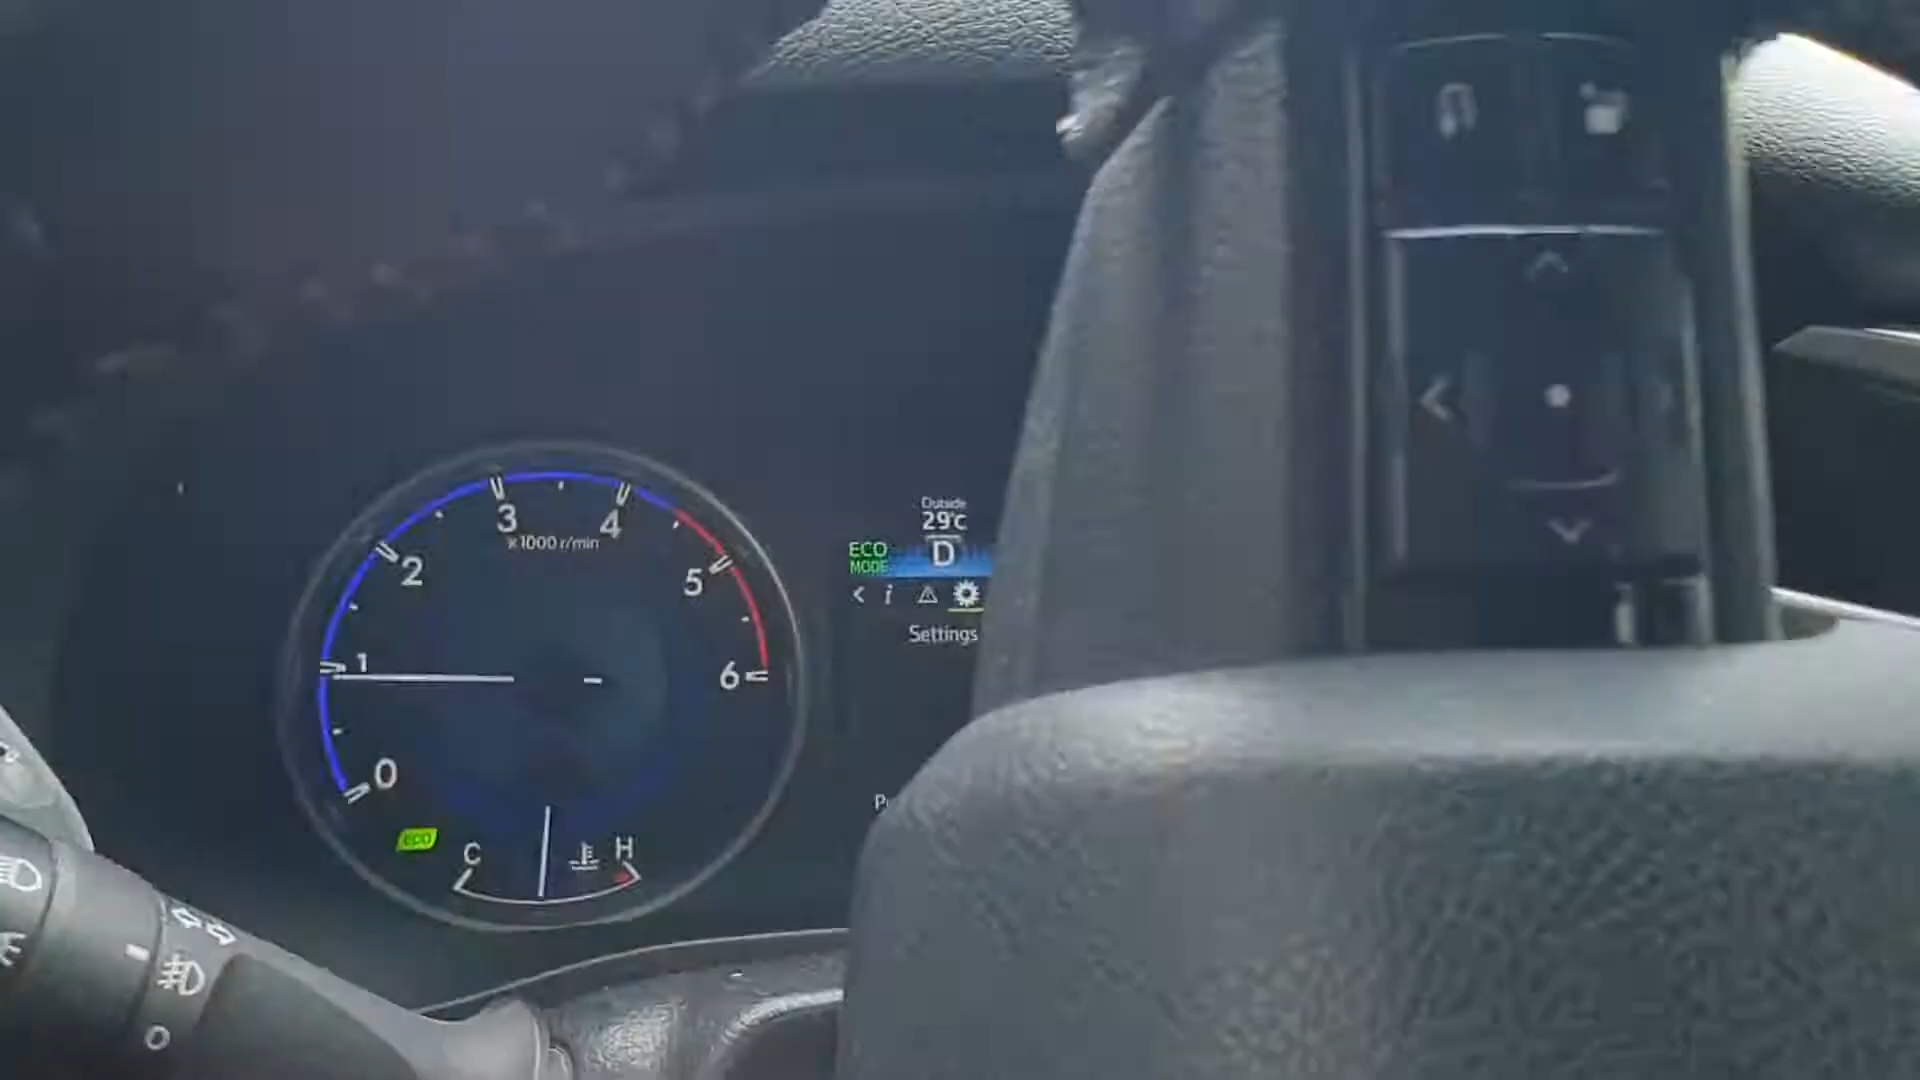 Outside
29°C
3
4
x1000 r/min
ECO
MODE
D
2
5
i
Settings
1
6
0
ECO
C
H
O